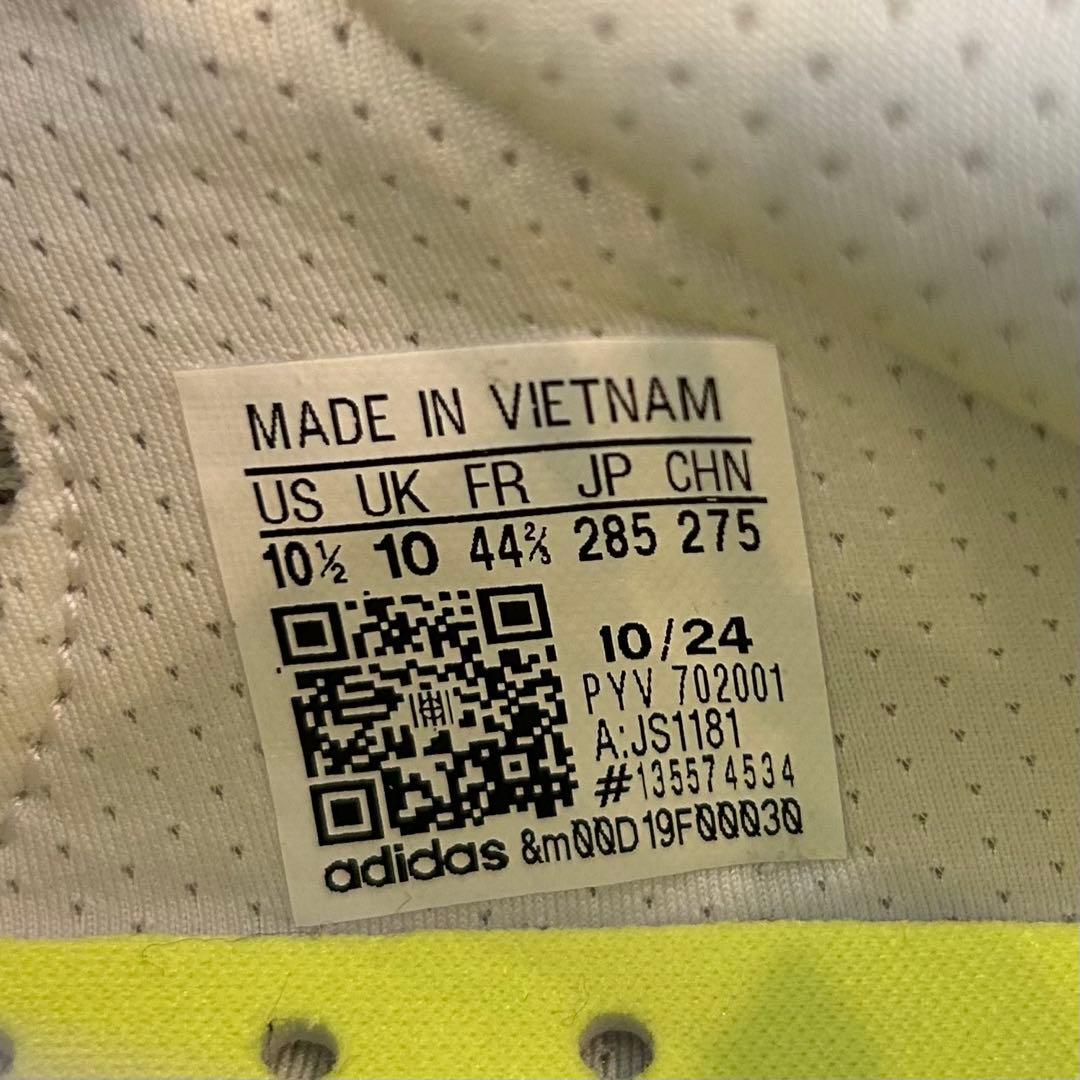 MADE IN VIETNAM
US UK FR JP CHN
10½ 10 44⅔ 285 275
10/24
PYV 702001
A:JS1181
#135574534
adidas &m00D19F00030